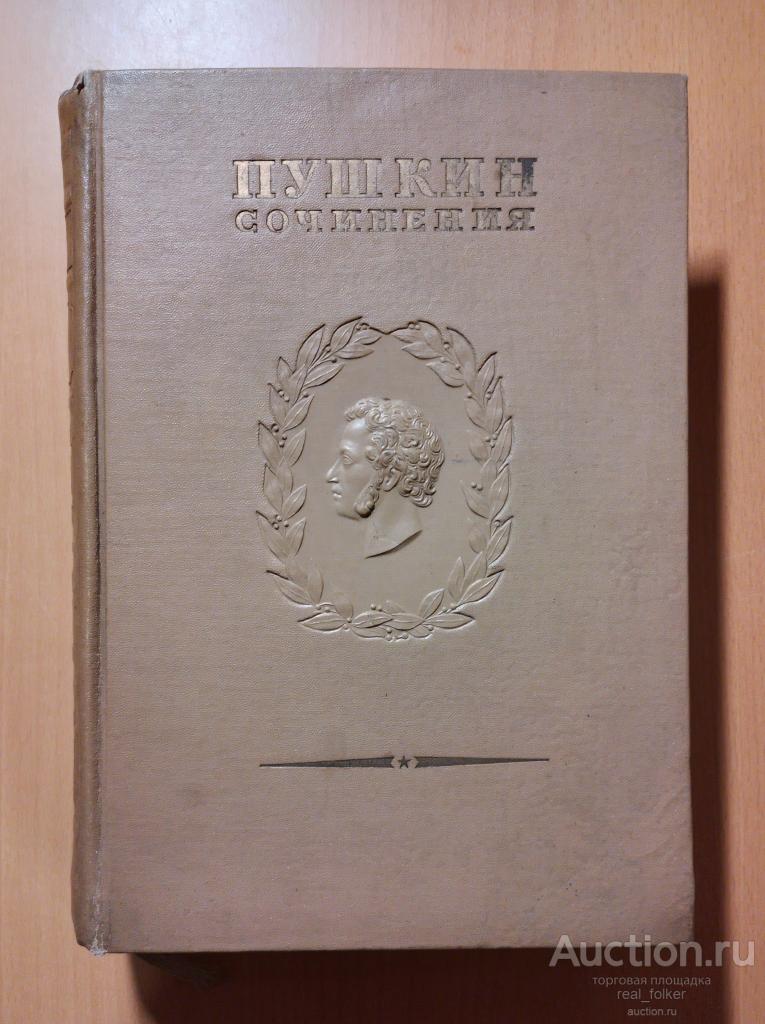 ПУШКИН
СОЧИНЕНИЯ
Auction.ru
торговая площадка
real_folker
auction.ru